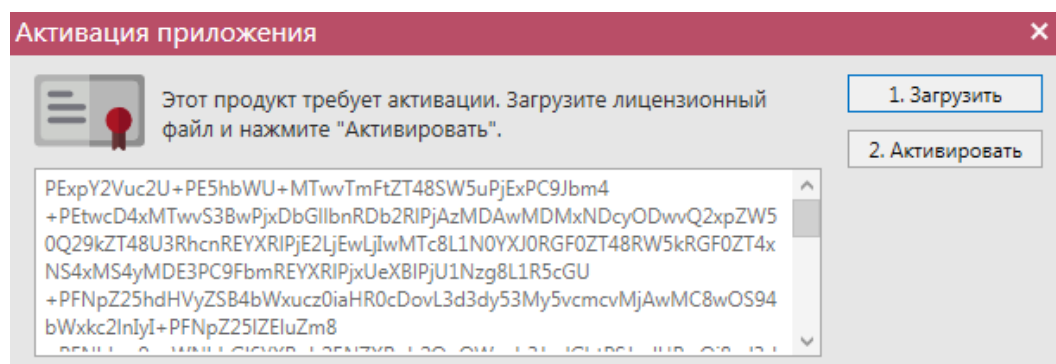 Активация приложения
Этот продукт требует активации. Загрузите лицензионный
файл и нажмите "Активировать".
1. Загрузить
2. Активировать
PExpY2Vuc2U+PE5hbWU+MTwvTmFtZT48SW5uPjExPC9Jbm4
+PEtwcD4xMTwvS3BwPjxDbGllbnRDb2RlPjAzMDAwMDMxNDcyODwvQ2xpZW5
0Q29kZT48U3RhcnREYXRlPjE2LjEwLjIwMTc8L1N0YXJ0RGF0ZT48RW5kRGF0ZT4x
NS4xMS4yMDE3PC9FbmREYXRlPjxUeXBlPjU1Nzg8L1R5cGU
+PFNpZ25hdHVyZSB4bWxucz0iaHR0cDovL3d3dy53My5vcmcvMjAwMC8wOS94
bWxkc2lnIyI+PFNpZ25lZEluZm8